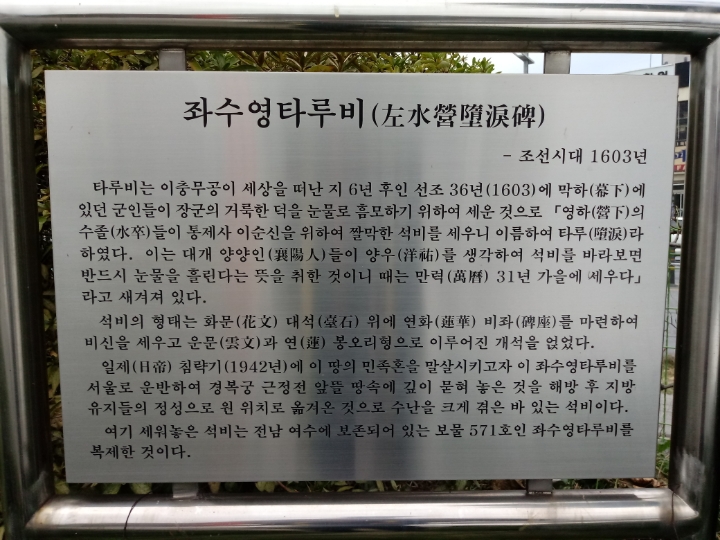 좌수영타루비(左水營墮淚碑)
- 조선시대 1603년
타루비는 이충무공이 세상을 떠난 지 6년 후인 선조 36년(1603)에 막하(幕下)에
있던 군인들이 장군의 거룩한 덕을 눈물로 흠모하기 위하여 세운 것으로 「영하(營下)의
수졸(水卒)들이 통제사 이순신을 위하여 짤막한 석비를 세우니 이름하여 타루(墮淚)라
하였다. 이는 대개 양양인(襄陽人)들이 양우(洋祐)를 생각하여 석비를 바라보면
반드시 눈물을 흘린다는 뜻을 취한 것이니 때는 만력(萬曆) 31년 가을에 세우다」
라고 새겨져 있다.
석비의 형태는 화문(花文) 대석(臺石) 위에 연화(蓮華) 비좌(碑座)를 마련하여
비신을 세우고 운문(雲文)과 연(蓮) 봉오리형으로 이루어진 개석을 얹었다.
일제(日帝) 침략기(1942년)에 이 땅의 민족혼을 말살시키고자 이 좌수영타루비를
서울로 운반하여 경복궁 근정전 앞뜰 땅속에 깊이 묻혀 놓은 것을 해방 후 지방
유지들의 정성으로 원 위치로 옮겨온 것으로 수난을 크게 겪은 바 있는 석비이다.
여기 세워놓은 석비는 전남 여수에 보존되어 있는 보물 571호인 좌수영타루비를
복제한 것이다.